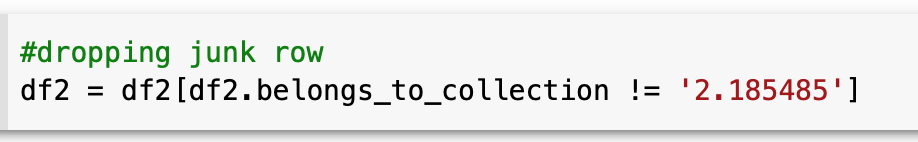 #dropping junk row
df2 = df2[df2.belongs_to_collection != '2.185485']